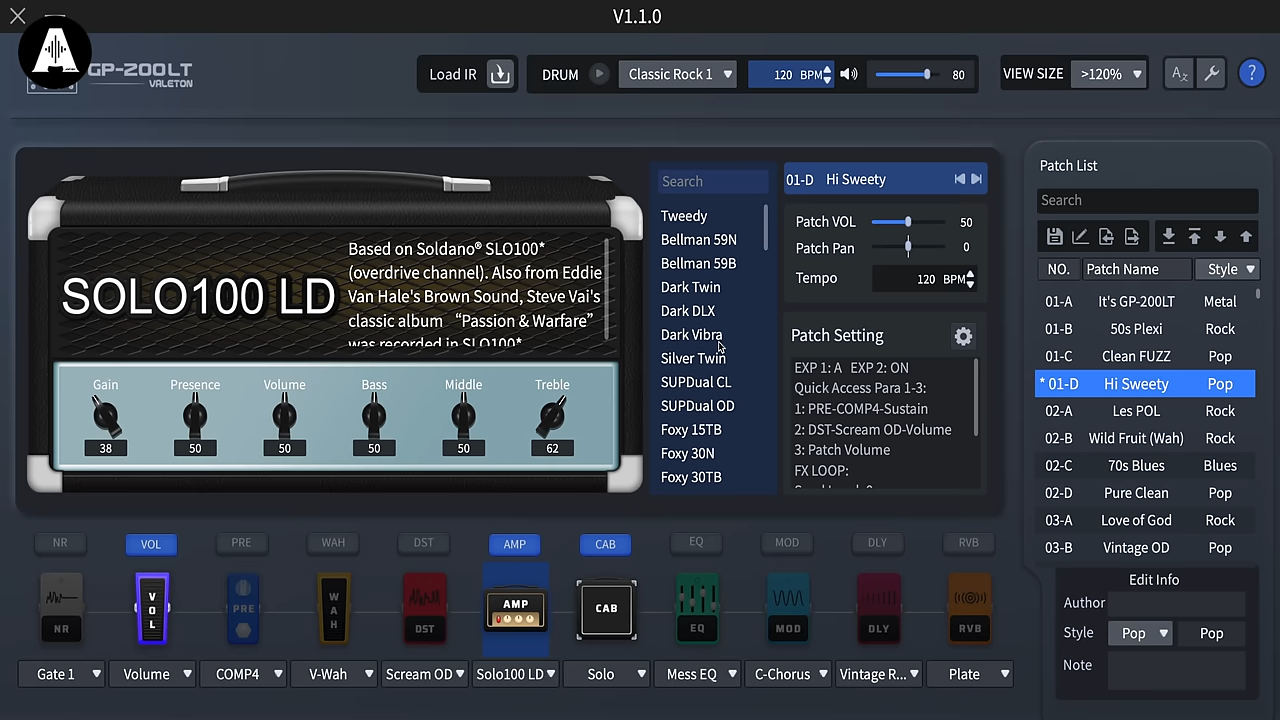 V1.1.0
GP-200LT
VALETON
Load IR
DRUM
Classic Rock 1
120 BPM
80
VIEW SIZE
>120%
Az
?
SOLO100 LD
Based on Soldano® SLO100*
(overdrive channel). Also from Eddie
Van Hale's Brown Sound, Steve Vai's
classic album “Passion & Warfare”
was recorded in SLO100*
Gain Presence Volume Bass Middle Treble
38 50 50 50 50 62
Search
Tweedy
Bellman 59N
Bellman 59B
Dark Twin
Dark DLX
Dark Vibra
Silver Twin
SUPDual CL
SUPDual OD
Foxy 15TB
Foxy 30N
Foxy 30TB
01-D Hi Sweety
Patch VOL 50
Patch Pan 0
Tempo 120 BPM
Patch Setting
EXP 1: A EXP 2: ON
Quick Access Para 1-3:
1: PRE-COMP4-Sustain
2: DST-Scream OD-Volume
3: Patch Volume
FX LOOP:
Patch List
Search
NO. Patch Name Style
01-A It's GP-200LT Metal
01-B 50s Plexi Rock
01-C Clean FUZZ Pop
* 01-D Hi Sweety Pop
02-A Les POL Rock
02-B Wild Fruit (Wah) Rock
02-C 70s Blues Blues
02-D Pure Clean Pop
03-A Love of God Rock
03-B Vintage OD Pop
Edit Info
Author
Style Pop Pop
Note
NR VOL PRE WAH DST AMP CAB EQ MOD DLY RVB
NR VOL PRE WAH DST AMP CAB EQ MOD DLY RVB
Gate 1 Volume COMP4 V-Wah Scream OD Solo100 LD Solo Mess EQ C-Chorus Vintage R... Plate